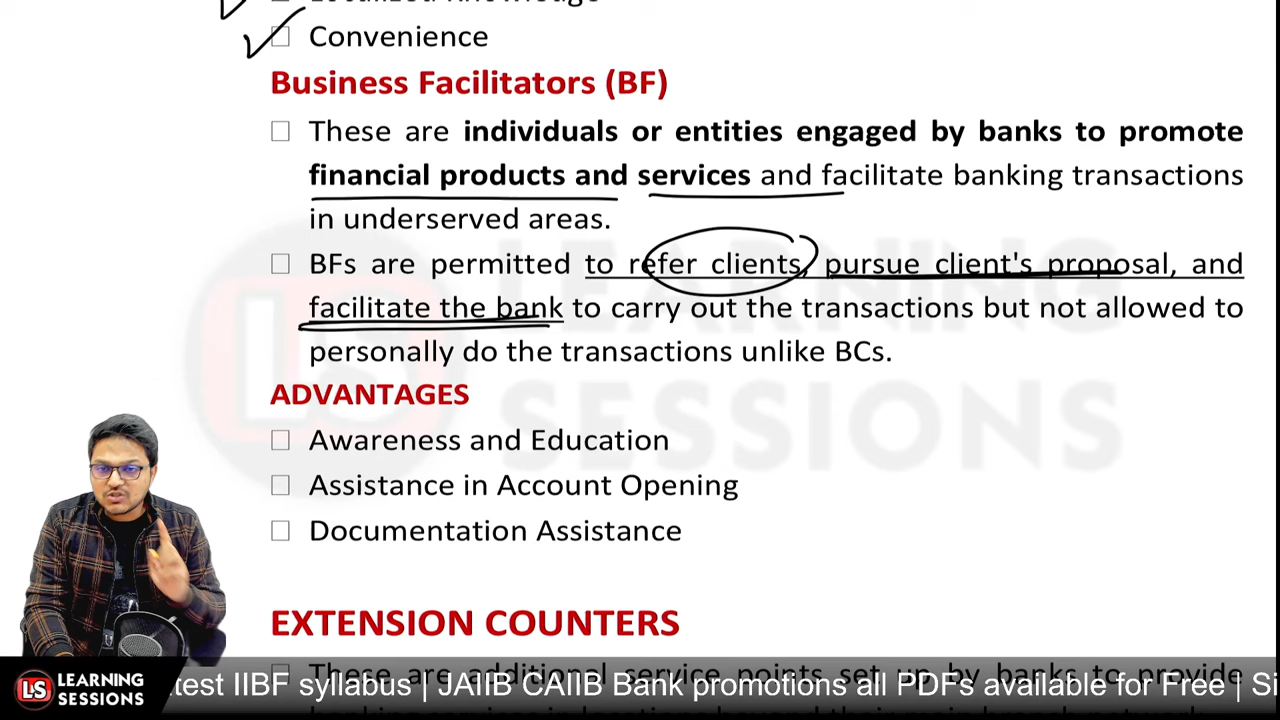 Localized Knowledge
Convenience
Business Facilitators (BF)
These are individuals or entities engaged by banks to promote
financial products and services and facilitate banking transactions
in underserved areas.
BFs are permitted to refer clients, pursue client's proposal, and
facilitate the bank to carry out the transactions but not allowed to
personally do the transactions unlike BCs.
ADVANTAGES
Awareness and Education
Assistance in Account Opening
Documentation Assistance
EXTENSION COUNTERS
These are additional service points set up by banks to provide
LS LEARNING
SESSIONS
test IIBF syllabus | JAIIB CAIIB Bank promotions all PDFs available for Free | Si
LEARNING
SESSIONS